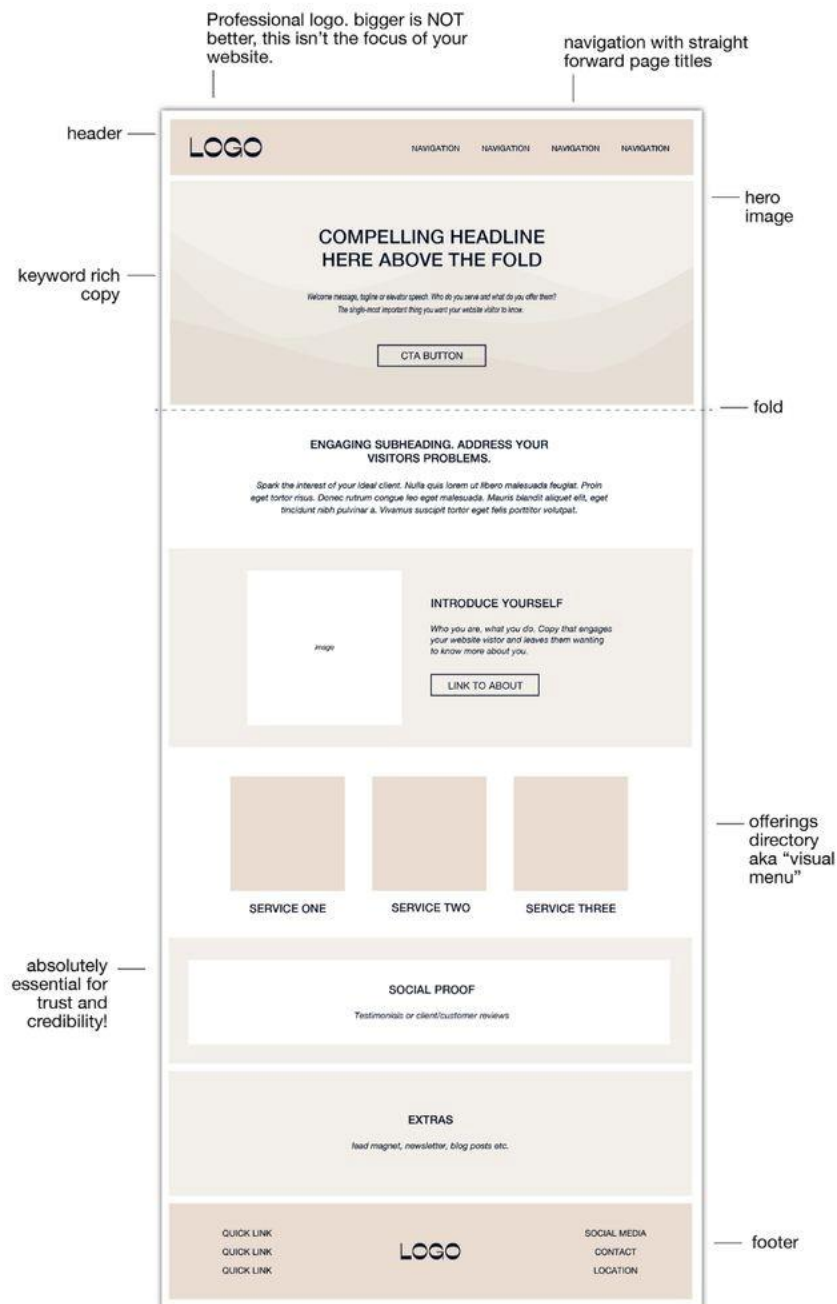 Professional logo. bigger is NOT
better, this isn't the focus of your
website.
navigation with straight
forward page titles
header
LOGO
NAVIGATION NAVIGATION NAVIGATION NAVIGATION
hero
image
COMPELLING HEADLINE
HERE ABOVE THE FOLD
keyword rich
copy
Welcome message, tagline or elevator speech. Who do you serve and what do you offer them?
The single-most important thing you want your website visitor to know.
CTA BUTTON
fold
ENGAGING SUBHEADING. ADDRESS YOUR
VISITORS PROBLEMS.
Spark the interest of your ideal client. Nulla quis lorem ut libero malesuada feugiat. Proin
eget tortor risus. Donec rutrum congue leo eget malesuada. Mauris blandit aliquet elit, eget
tincidunt nibh pulvinar a. Vivamus suscipit tortor eget felis porttitor volutpat.
image
INTRODUCE YOURSELF
Who you are, what you do. Copy that engages
your website vistor and leaves them wanting
to know more about you.
LINK TO ABOUT
offerings
directory
aka “visual
menu”
SERVICE ONE SERVICE TWO SERVICE THREE
absolutely
essential for
trust and
credibility!
SOCIAL PROOF
Testimonials or client/customer reviews
EXTRAS
lead magnet, newsletter, blog posts etc.
QUICK LINK
QUICK LINK
QUICK LINK
LOGO
SOCIAL MEDIA
CONTACT
LOCATION
footer